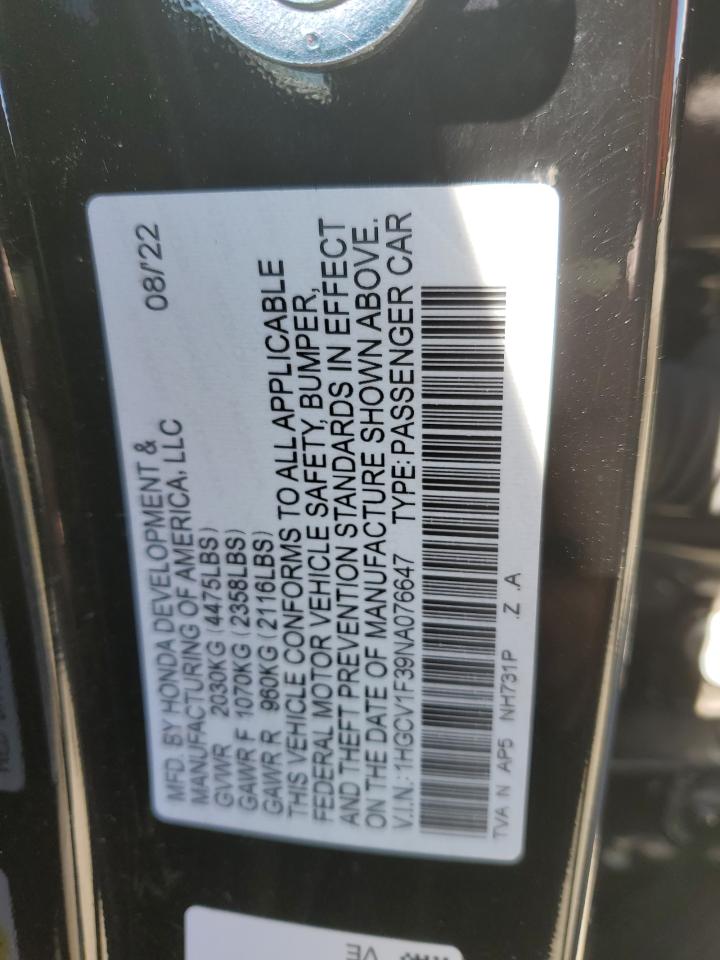 MFD. BY HONDA DEVELOPMENT & 08/'22
MANUFACTURING OF AMERICA, LLC
GVWR 2030KG (4475LBS)
GAWR F 1070KG (2358LBS)
GAWR R 960KG (2116LBS)
THIS VEHICLE CONFORMS TO ALL APPLICABLE
FEDERAL MOTOR VEHICLE SAFETY, BUMPER,
AND THEFT PREVENTION STANDARDS IN EFFECT
ON THE DATE OF MANUFACTURE SHOWN ABOVE.
V.I.N.:1HGCV1F39NA076647 TYPE:PASSENGER CAR
TVA N AP5 NH731P .Z .A
VE